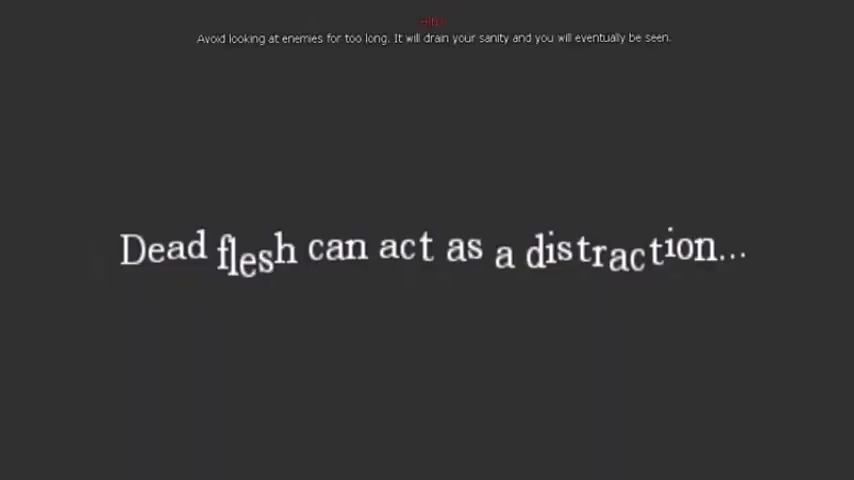 Avoid looking at enemies for too long. It will drain your sanity and you will eventually be seen.
Dead flesh can act as a distraction...